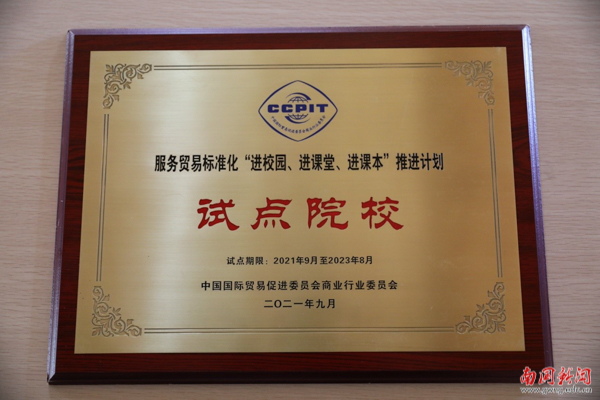 CCPIT
服务贸易标准化“进校园、进课堂、进课本”推进计划
试点院校
试点期限：2021年9月至2023年8月
中国国际贸易促进委员会商业行业委员会
二〇二一年九月
南网新闻